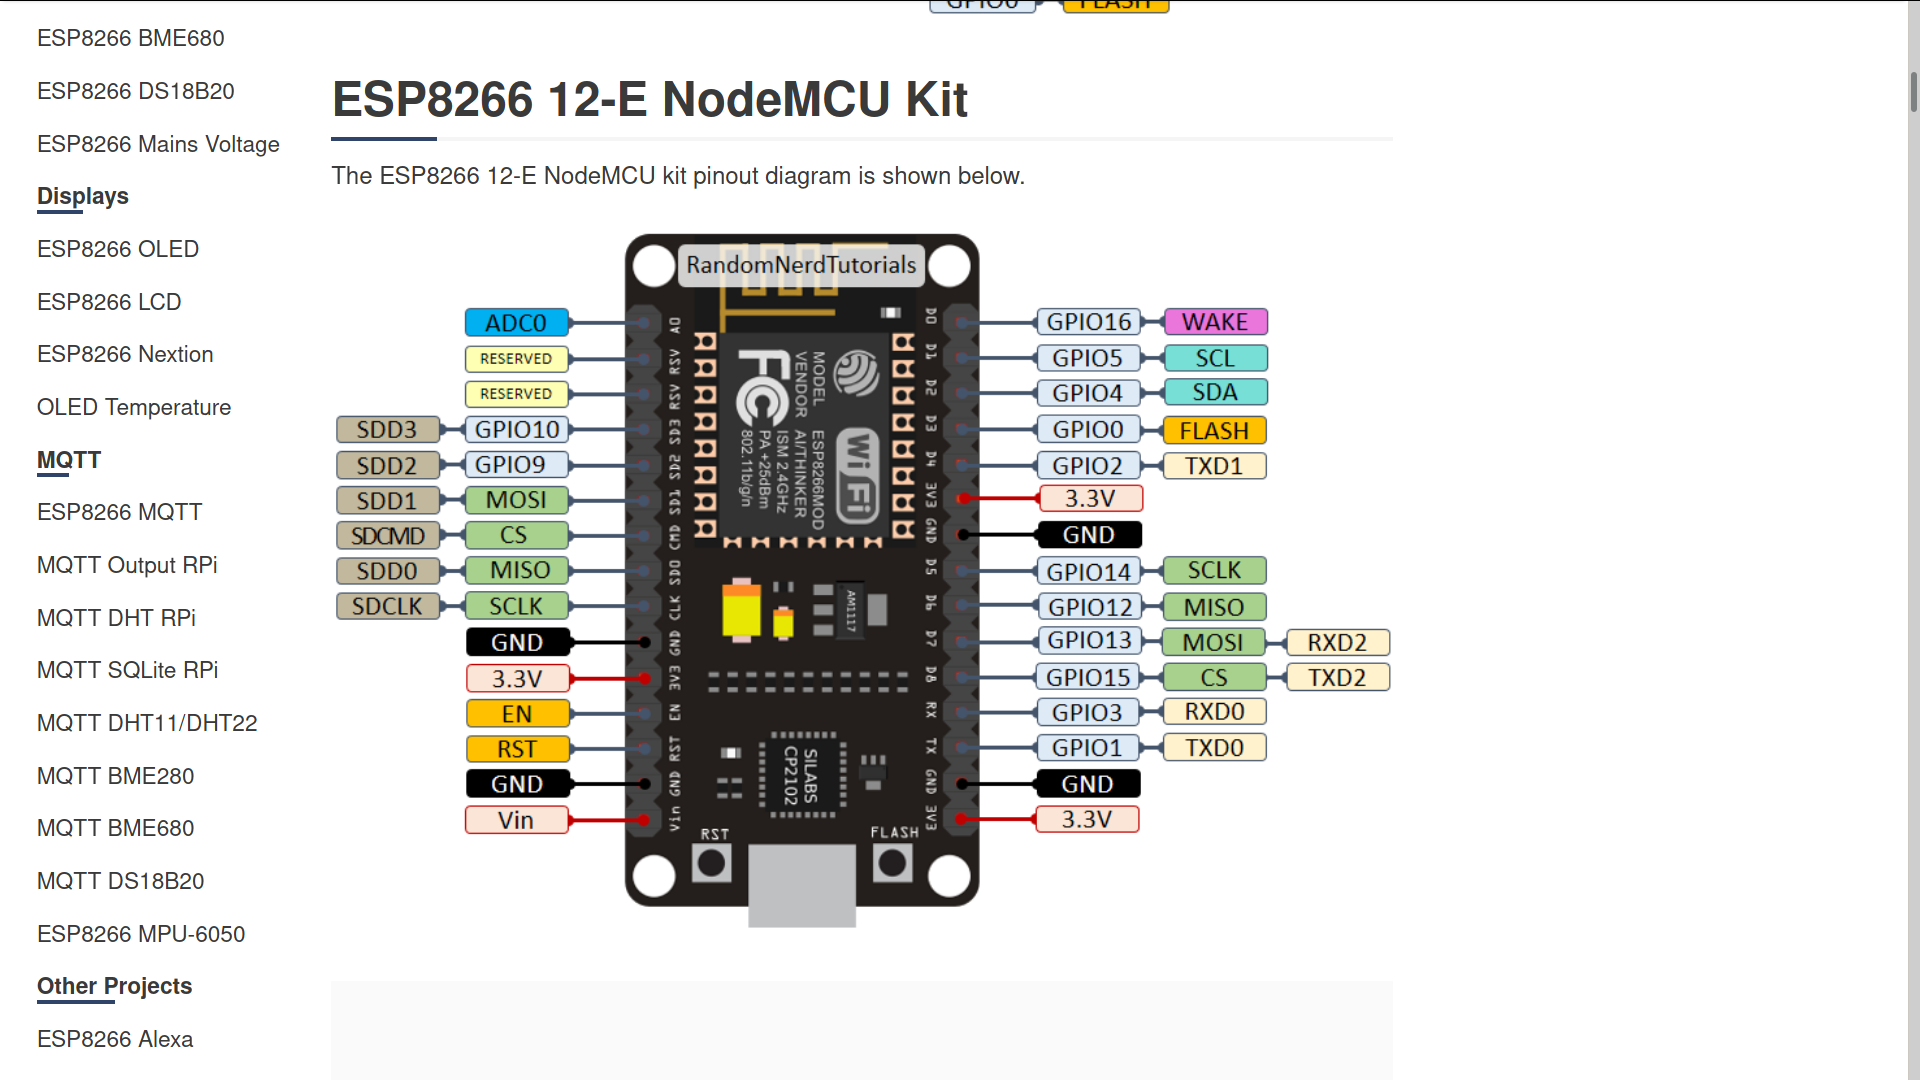 GPIO0 FLASH
ESP8266 BME680
ESP8266 DS18B20
ESP8266 Mains Voltage
Displays
ESP8266 OLED
ESP8266 LCD
ESP8266 Nextion
OLED Temperature
MQTT
ESP8266 MQTT
MQTT Output RPi
MQTT DHT RPi
MQTT SQLite RPi
MQTT DHT11/DHT22
MQTT BME280
MQTT BME680
MQTT DS18B20
ESP8266 MPU-6050
Other Projects
ESP8266 Alexa
ESP8266 12-E NodeMCU Kit
The ESP8266 12-E NodeMCU kit pinout diagram is shown below.
RandomNerdTutorials
ADC0
RESERVED
RESERVED
SDD3 GPIO10
SDD2 GPIO9
SDD1 MOSI
SDCMD CS
SDD0 MISO
SDCLK SCLK
GND
3.3V
EN
RST
GND
Vin
A0
RSV
RSV
SD3
SD2
SD1
CMD
SD0
CLK
GND
3V3
EN
RST
GND
Vin
FC
MODEL ESP8266MOD
VENDOR AI/THINKER
ISM 2.4GHz
PA +25dBm
802.11b/g/n
WiFi
AM1117
SILABS
CP2102
RST
FLASH
D0
D1
D2
D3
D4
3V3
GND
D5
D6
D7
D8
RX
TX
GND
3V3
GPIO16 WAKE
GPIO5 SCL
GPIO4 SDA
GPIO0 FLASH
GPIO2 TXD1
3.3V
GND
GPIO14 SCLK
GPIO12 MISO
GPIO13 MOSI RXD2
GPIO15 CS TXD2
GPIO3 RXD0
GPIO1 TXD0
GND
3.3V